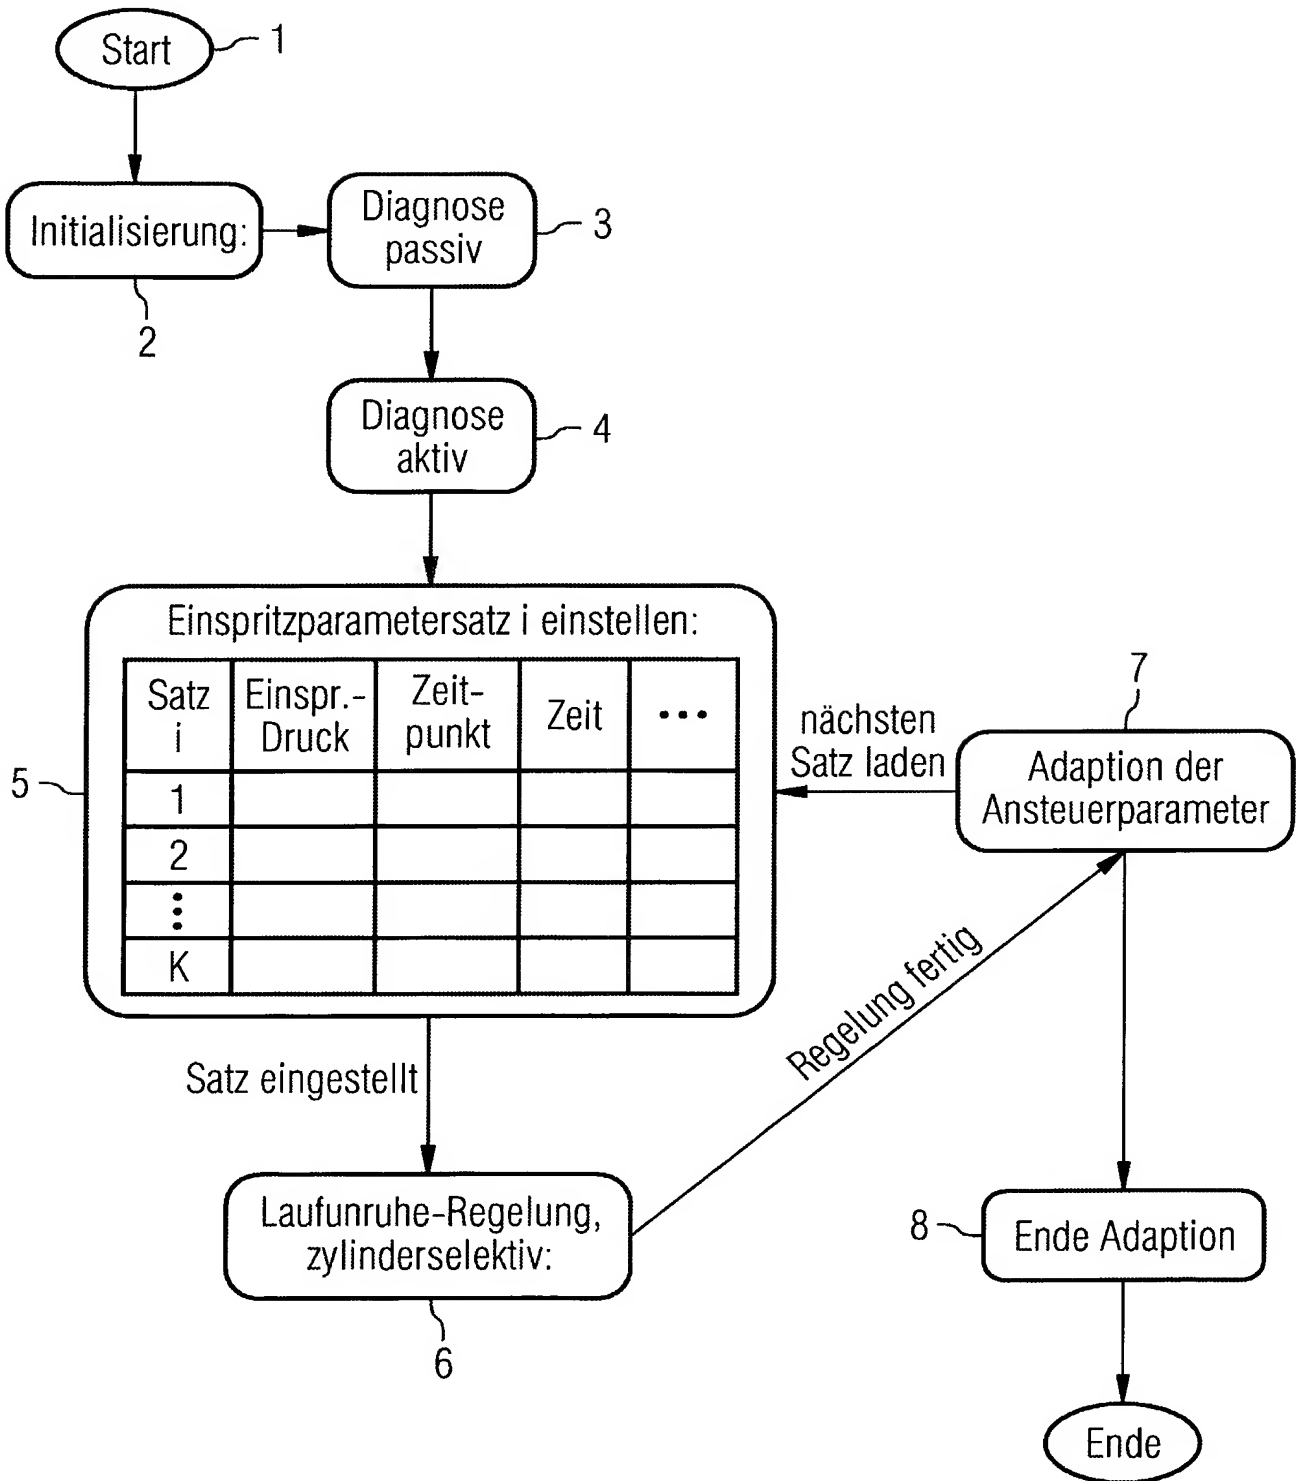 Start
1
Initialisierung:
2
Diagnose
passiv
3
Diagnose
aktiv
4
Einspritzparametersatz i einstellen:
Satz
i
Einspr.-
Druck
Zeit-
punkt
Zeit
...
1
2
⋮
K
5
nächsten
Satz laden
7
Adaption der
Ansteuerparameter
Satz eingestellt
Regelung fertig
Laufunruhe-Regelung,
zylinderselektiv:
6
8
Ende Adaption
Ende